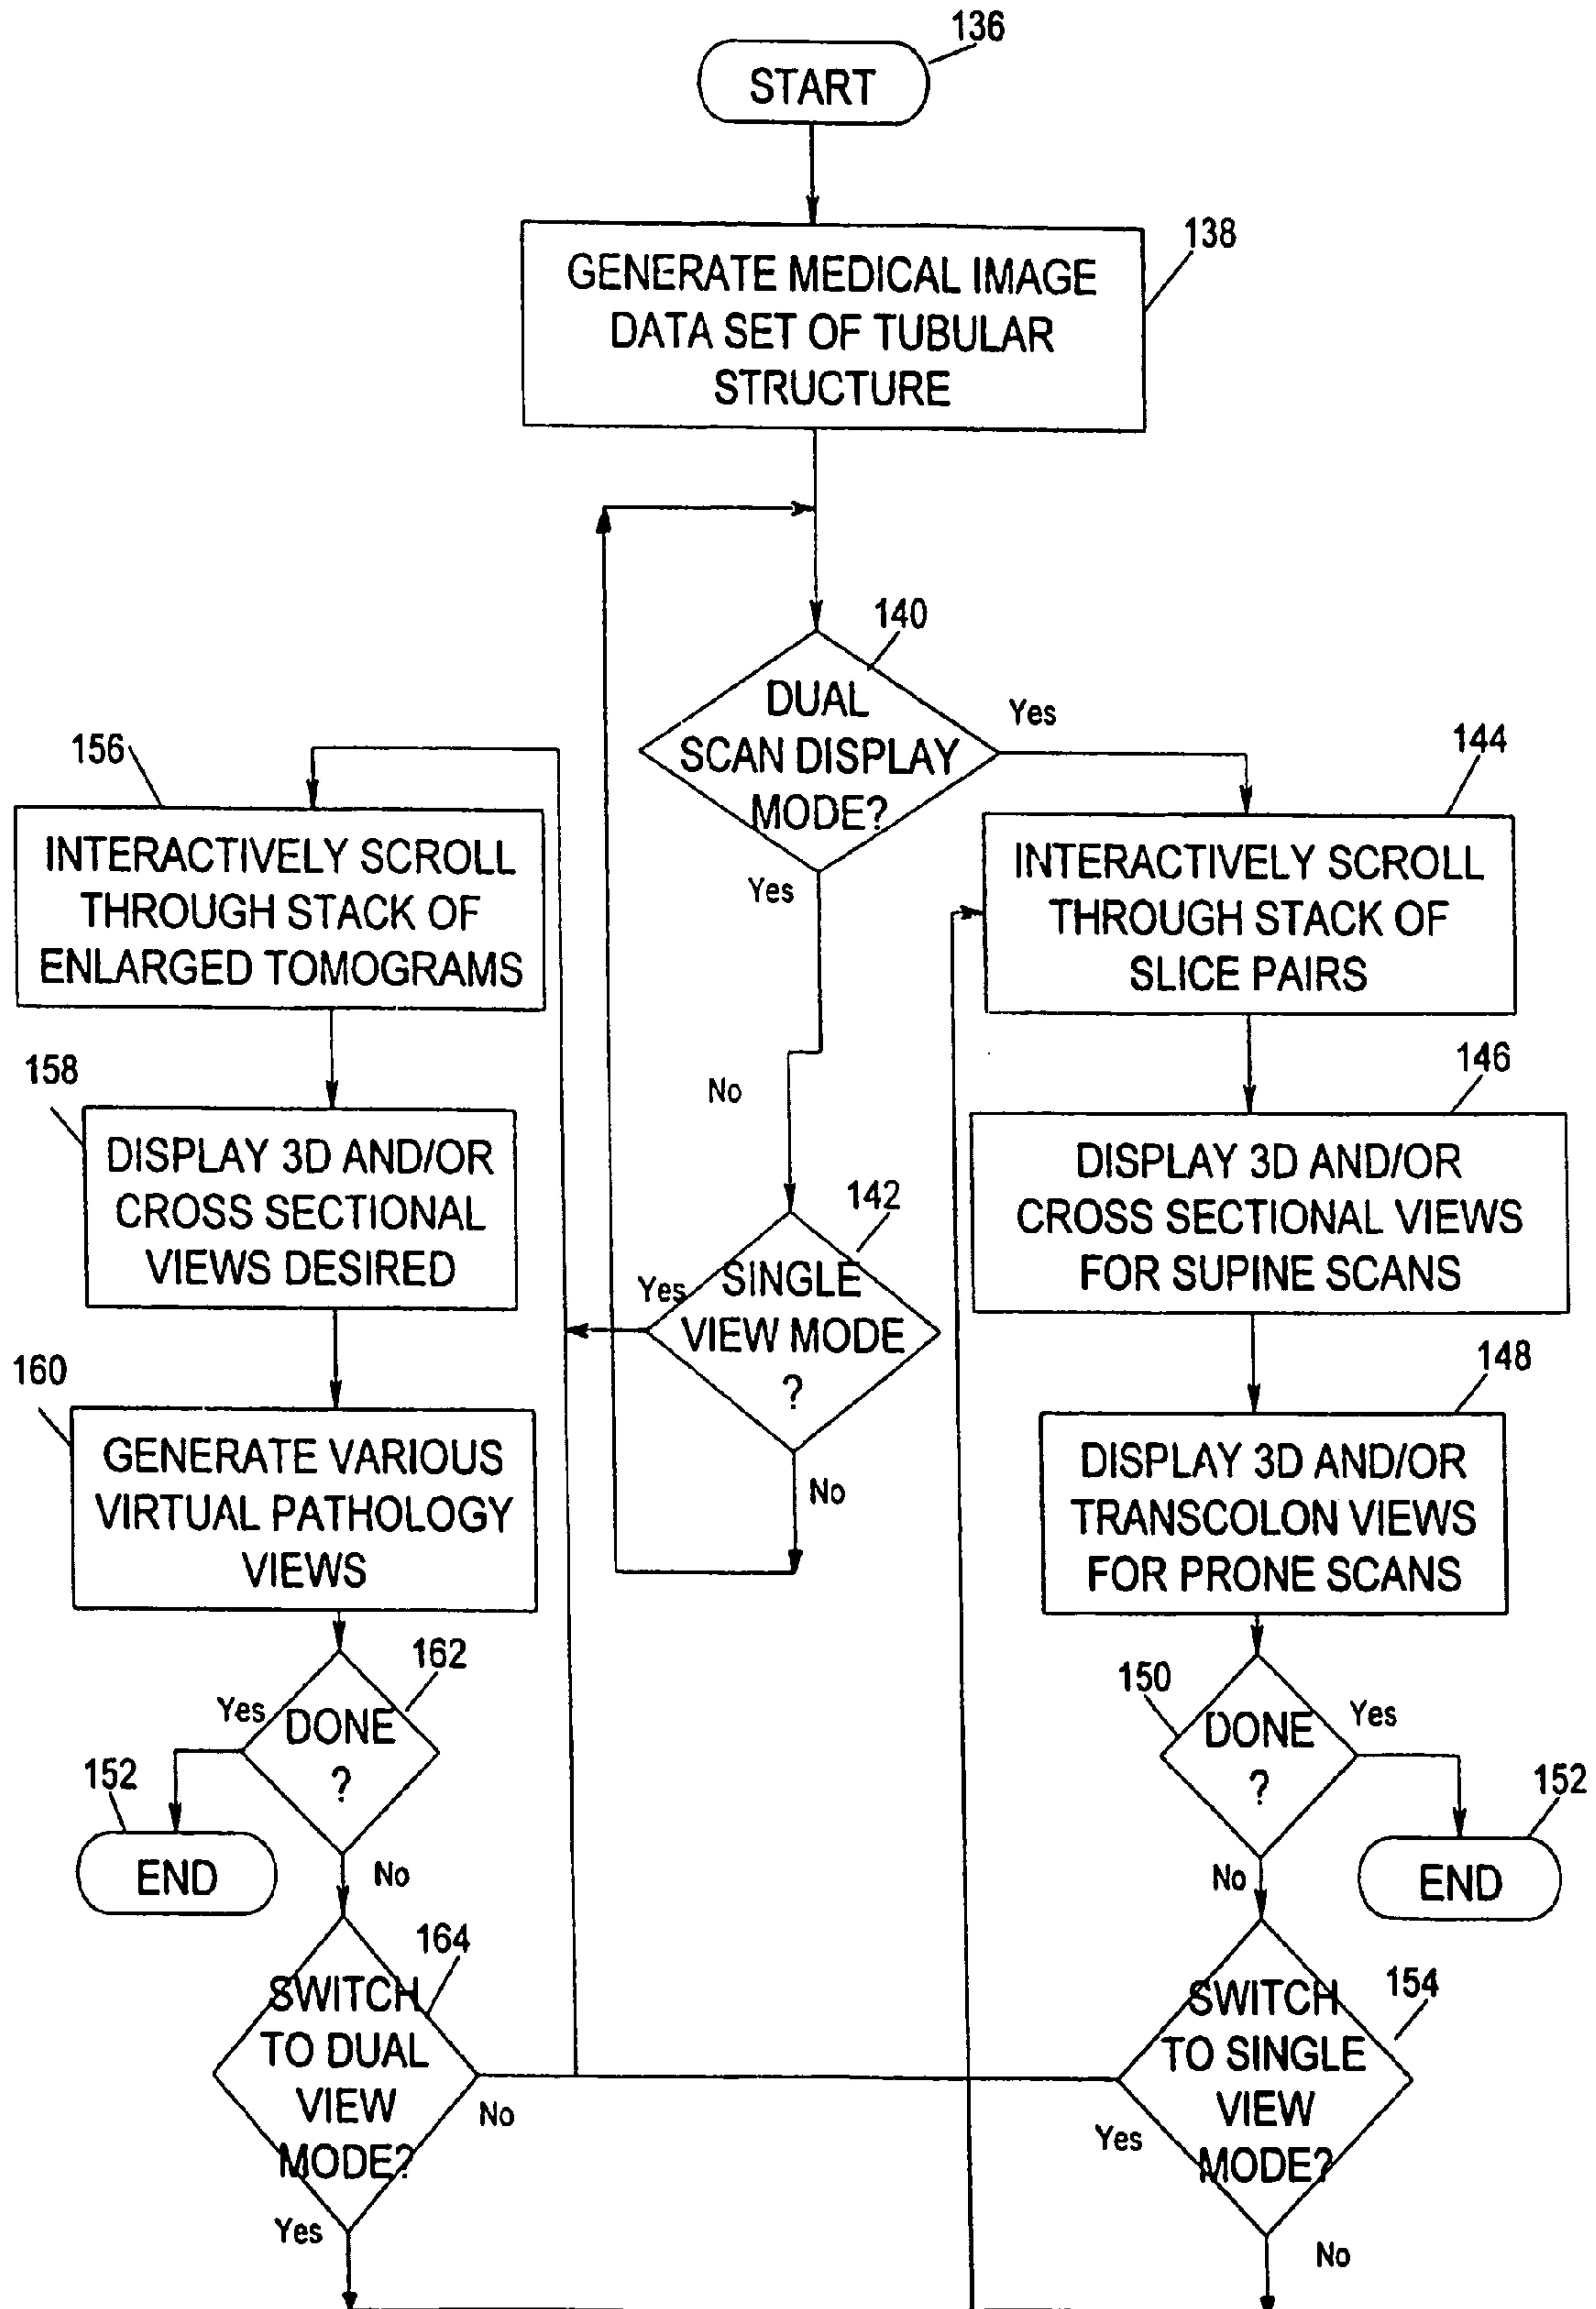 136
START
138
GENERATE MEDICAL IMAGE
DATA SET OF TUBULAR
STRUCTURE
140
DUAL
SCAN DISPLAY
MODE?
Yes
Yes
No
144
INTERACTIVELY SCROLL
THROUGH STACK OF
SLICE PAIRS
156
INTERACTIVELY SCROLL
THROUGH STACK OF
ENLARGED TOMOGRAMS
146
DISPLAY 3D AND/OR
CROSS SECTIONAL VIEWS
FOR SUPINE SCANS
158
DISPLAY 3D AND/OR
CROSS SECTIONAL
VIEWS DESIRED
142
SINGLE
VIEW MODE
?
Yes
No
148
DISPLAY 3D AND/OR
TRANSCOLON VIEWS
FOR PRONE SCANS
160
GENERATE VARIOUS
VIRTUAL PATHOLOGY
VIEWS
162
DONE
?
Yes
No
152
END
150
DONE
?
Yes
No
152
END
164
SWITCH
TO DUAL
VIEW
MODE?
No
Yes
154
SWITCH
TO SINGLE
VIEW
MODE?
Yes
No